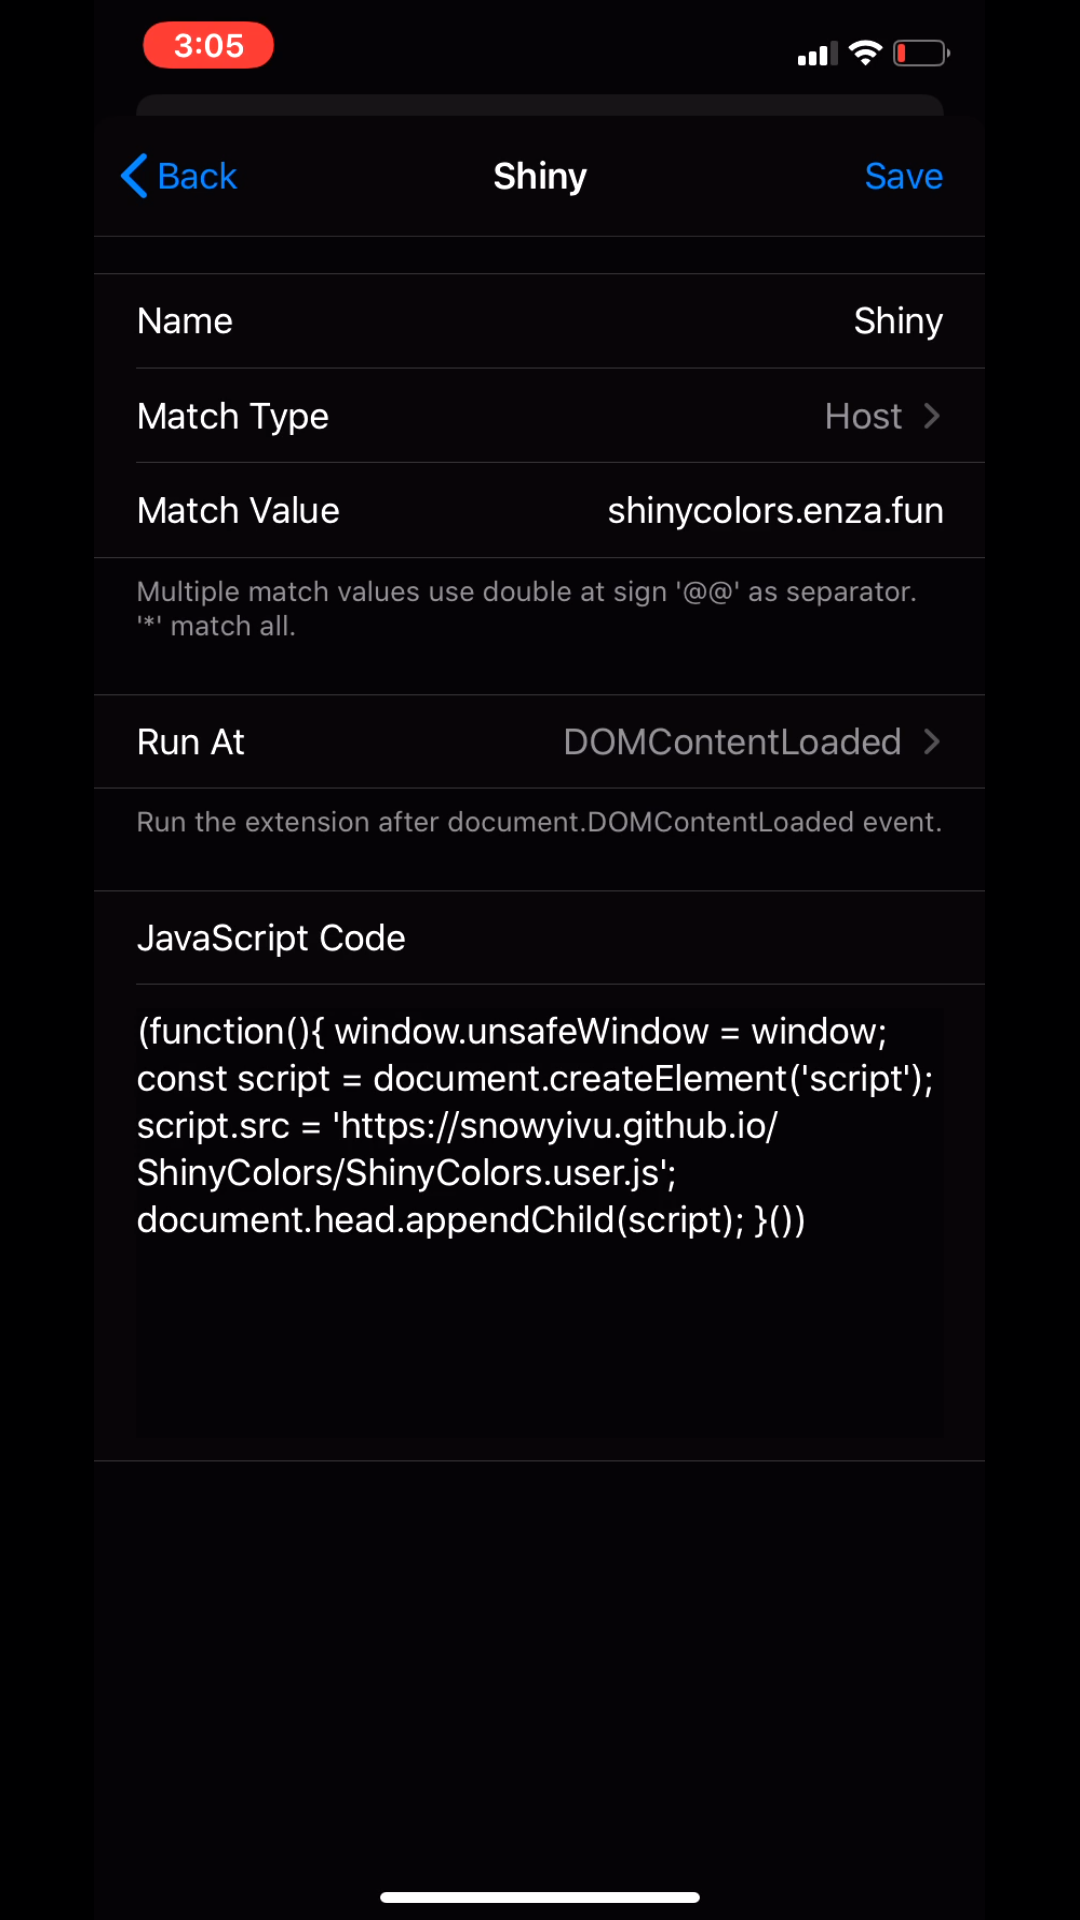 3:05
Back
Shiny
Save
Name
Shiny
Match Type
Host
Match Value
shinycolors.enza.fun
Multiple match values use double at sign '@@' as separator.
'*' match all.
Run At
DOMContentLoaded
Run the extension after document.DOMContentLoaded event.
JavaScript Code
(function(){ window.unsafeWindow = window;
const script = document.createElement('script');
script.src = 'https://snowyivu.github.io/
ShinyColors/ShinyColors.user.js';
document.head.appendChild(script); }())